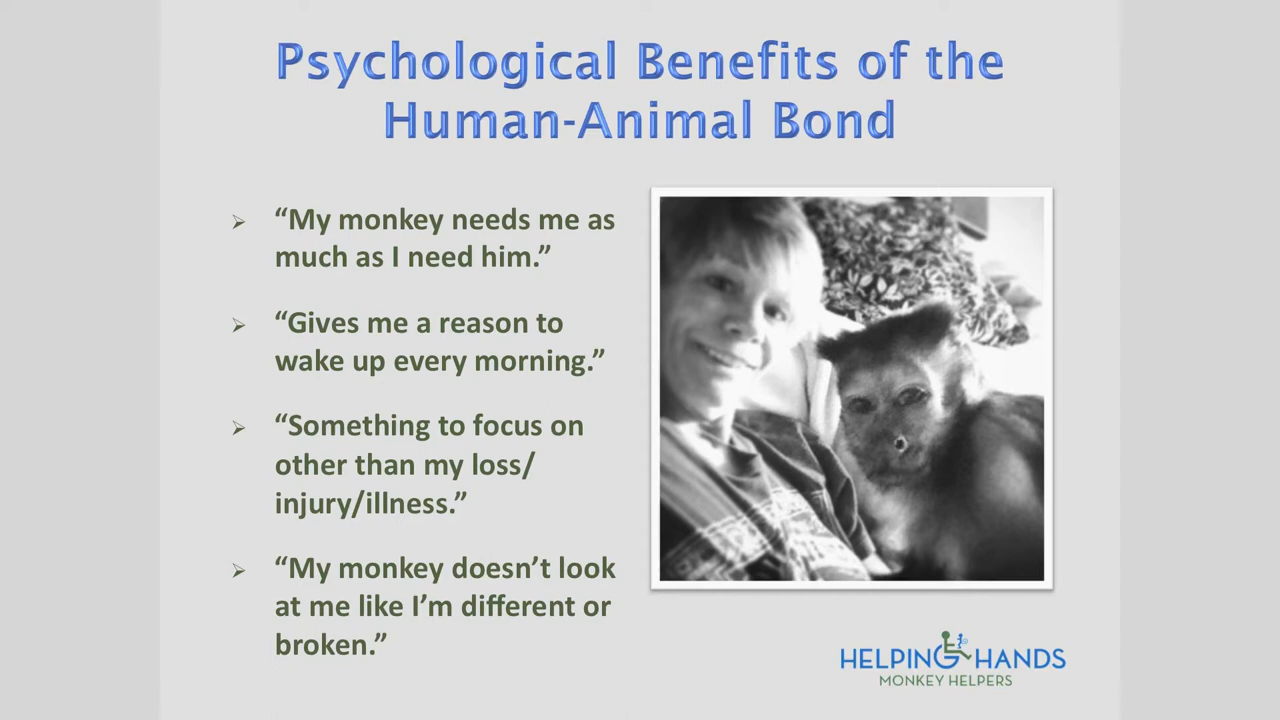 Psychological Benefits of the
Human-Animal Bond
“My monkey needs me as
much as I need him.”
“Gives me a reason to
wake up every morning.”
“Something to focus on
other than my loss/
injury/illness.”
“My monkey doesn’t look
at me like I’m different or
broken.”
HELPING HANDS
MONKEY HELPERS